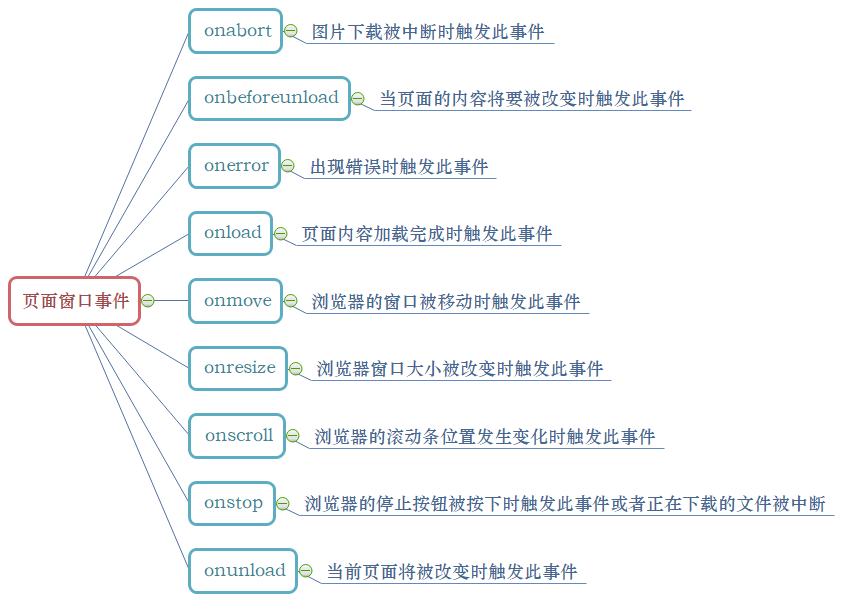 onabort
图片下载被中断时触发此事件
onbeforeunload
当页面的内容将要被改变时触发此事件
onerror
出现错误时触发此事件
onload
页面内容加载完成时触发此事件
页面窗口事件
onmove
浏览器的窗口被移动时触发此事件
onresize
浏览器窗口大小被改变时触发此事件
onscroll
浏览器的滚动条位置发生变化时触发此事件
onstop
浏览器的停止按钮被按下时触发此事件或者正在下载的文件被中断
onunload
当前页面将被改变时触发此事件